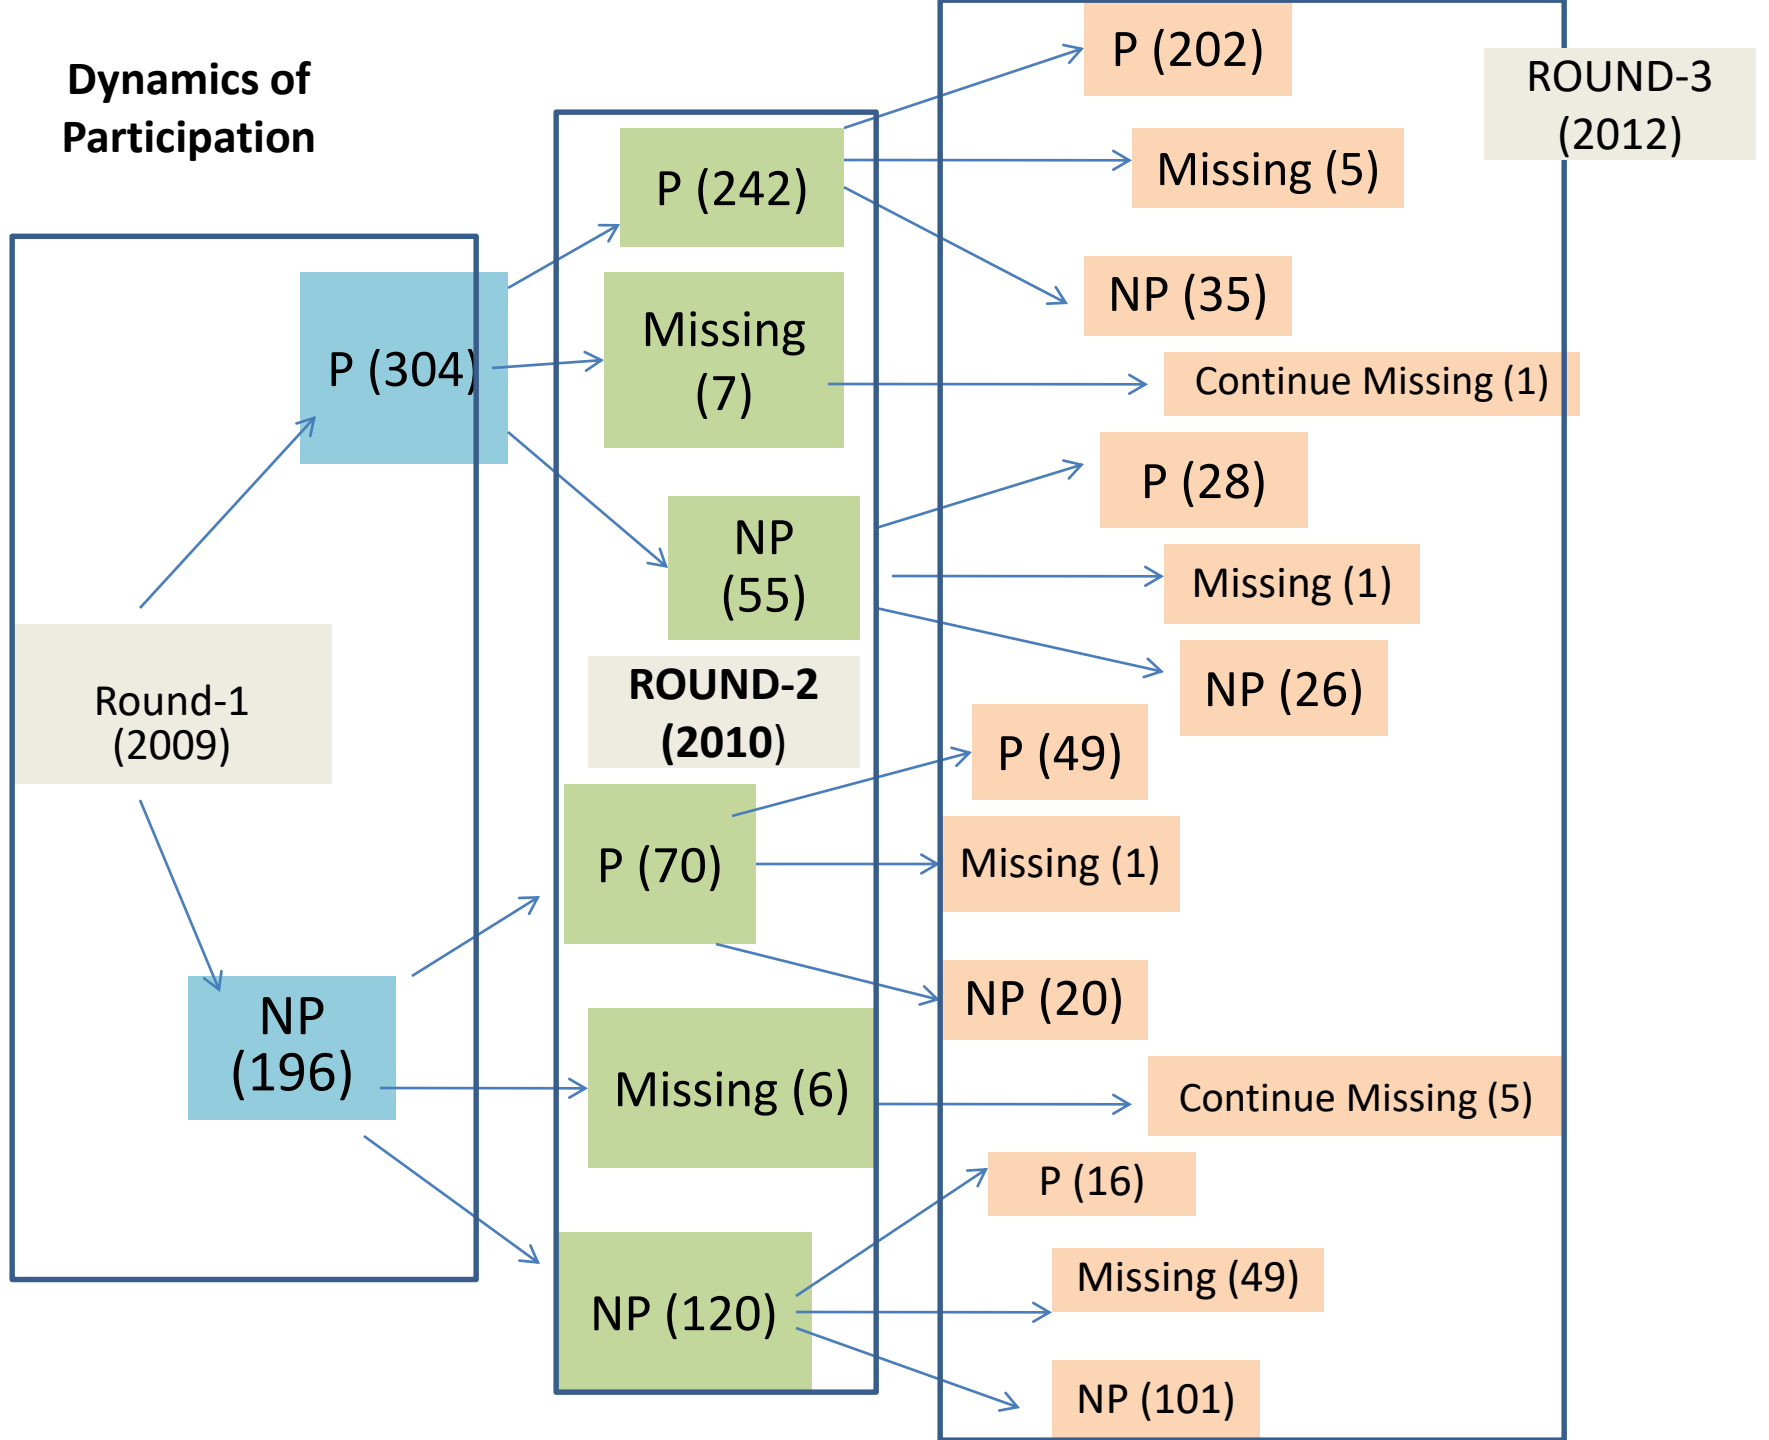 Dynamics of
Participation
Round-1
(2009)
P (304)
NP
(196)
P (242)
Missing
(7)
NP
(55)
ROUND-2
(2010)
P (70)
Missing (6)
NP (120)
ROUND-3
(2012)
P (202)
Missing (5)
NP (35)
Continue Missing (1)
P (28)
Missing (1)
NP (26)
P (49)
Missing (1)
NP (20)
Continue Missing (5)
P (16)
Missing (49)
NP (101)